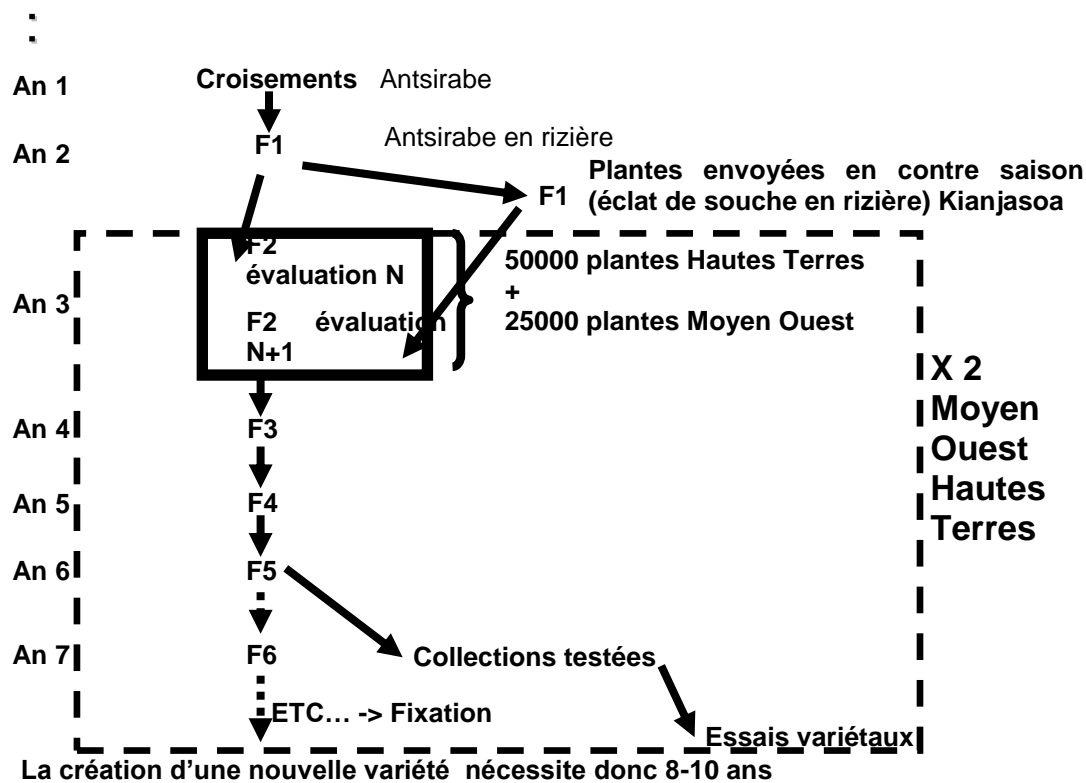 :
An 1
Croisements Antsirabe
An 2
F1
Antsirabe en rizière
F1
Plantes envoyées en contre saison
(éclat de souche en rizière) Kianjasoa
An 3
F2
évaluation N
F2 évaluation
N+1
50000 plantes Hautes Terres
+
25000 plantes Moyen Ouest
X 2
Moyen
Ouest
Hautes
Terres
An 4
F3
An 5
F4
An 6
F5
An 7
F6
Collections testées
ETC... -> Fixation
Essais variétaux
La création d'une nouvelle variété nécessite donc 8-10 ans